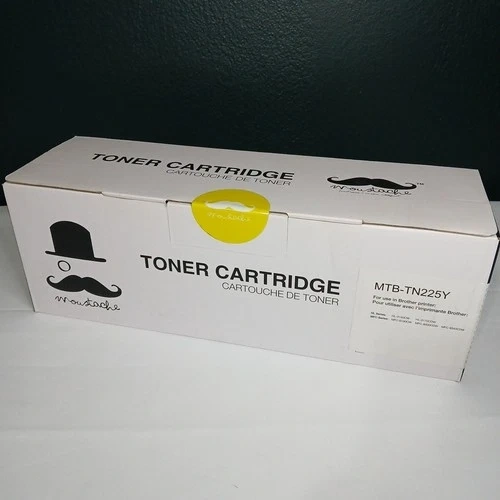 TONER CARTRIDGE
CARTOUCHE DE TONER
moustache™
moustache
moustache
TONER CARTRIDGE
CARTOUCHE DE TONER
MTB-TN225Y
For use in Brother printer:
Pour utiliser avec l'imprimante Brother: